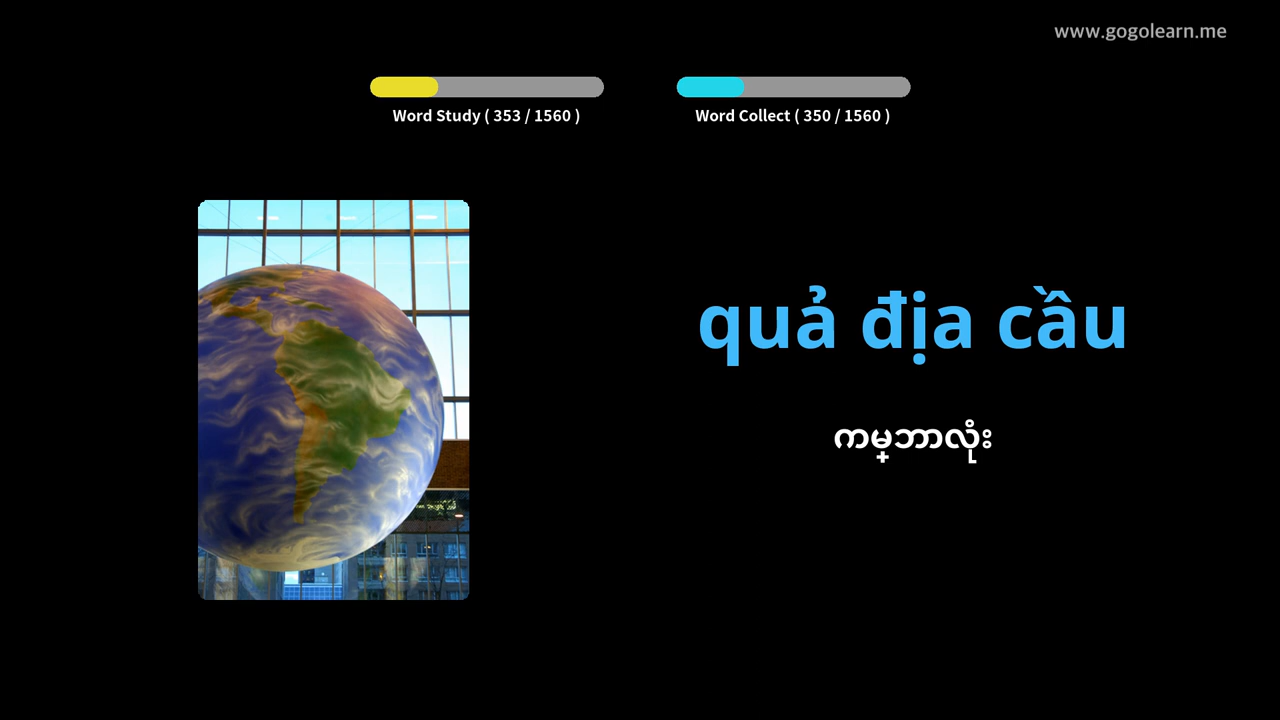 www.gogolearn.me
Word Study ( 353 / 1560 )
Word Collect ( 350 / 1560 )
quả địa cầu
ကမ္ဘာလုံး